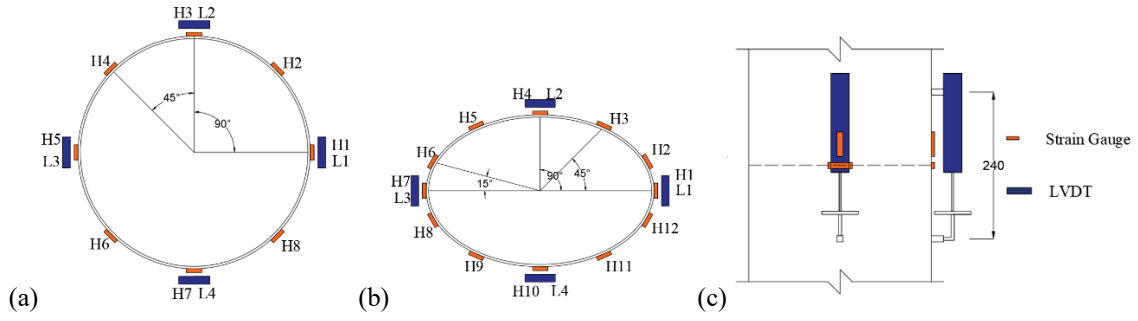 H3 L2
H4
H2
45°
90°
H5
L3
H1
L1
H6
H8
H7 L4
(a)
H4 L2
H5
H3
H6
H2
15°
90°
45°
H7
L3
H1
L1
H8
H12
H9
H11
H10 L4
(b)
240
Strain Gauge
LVDT
(c)